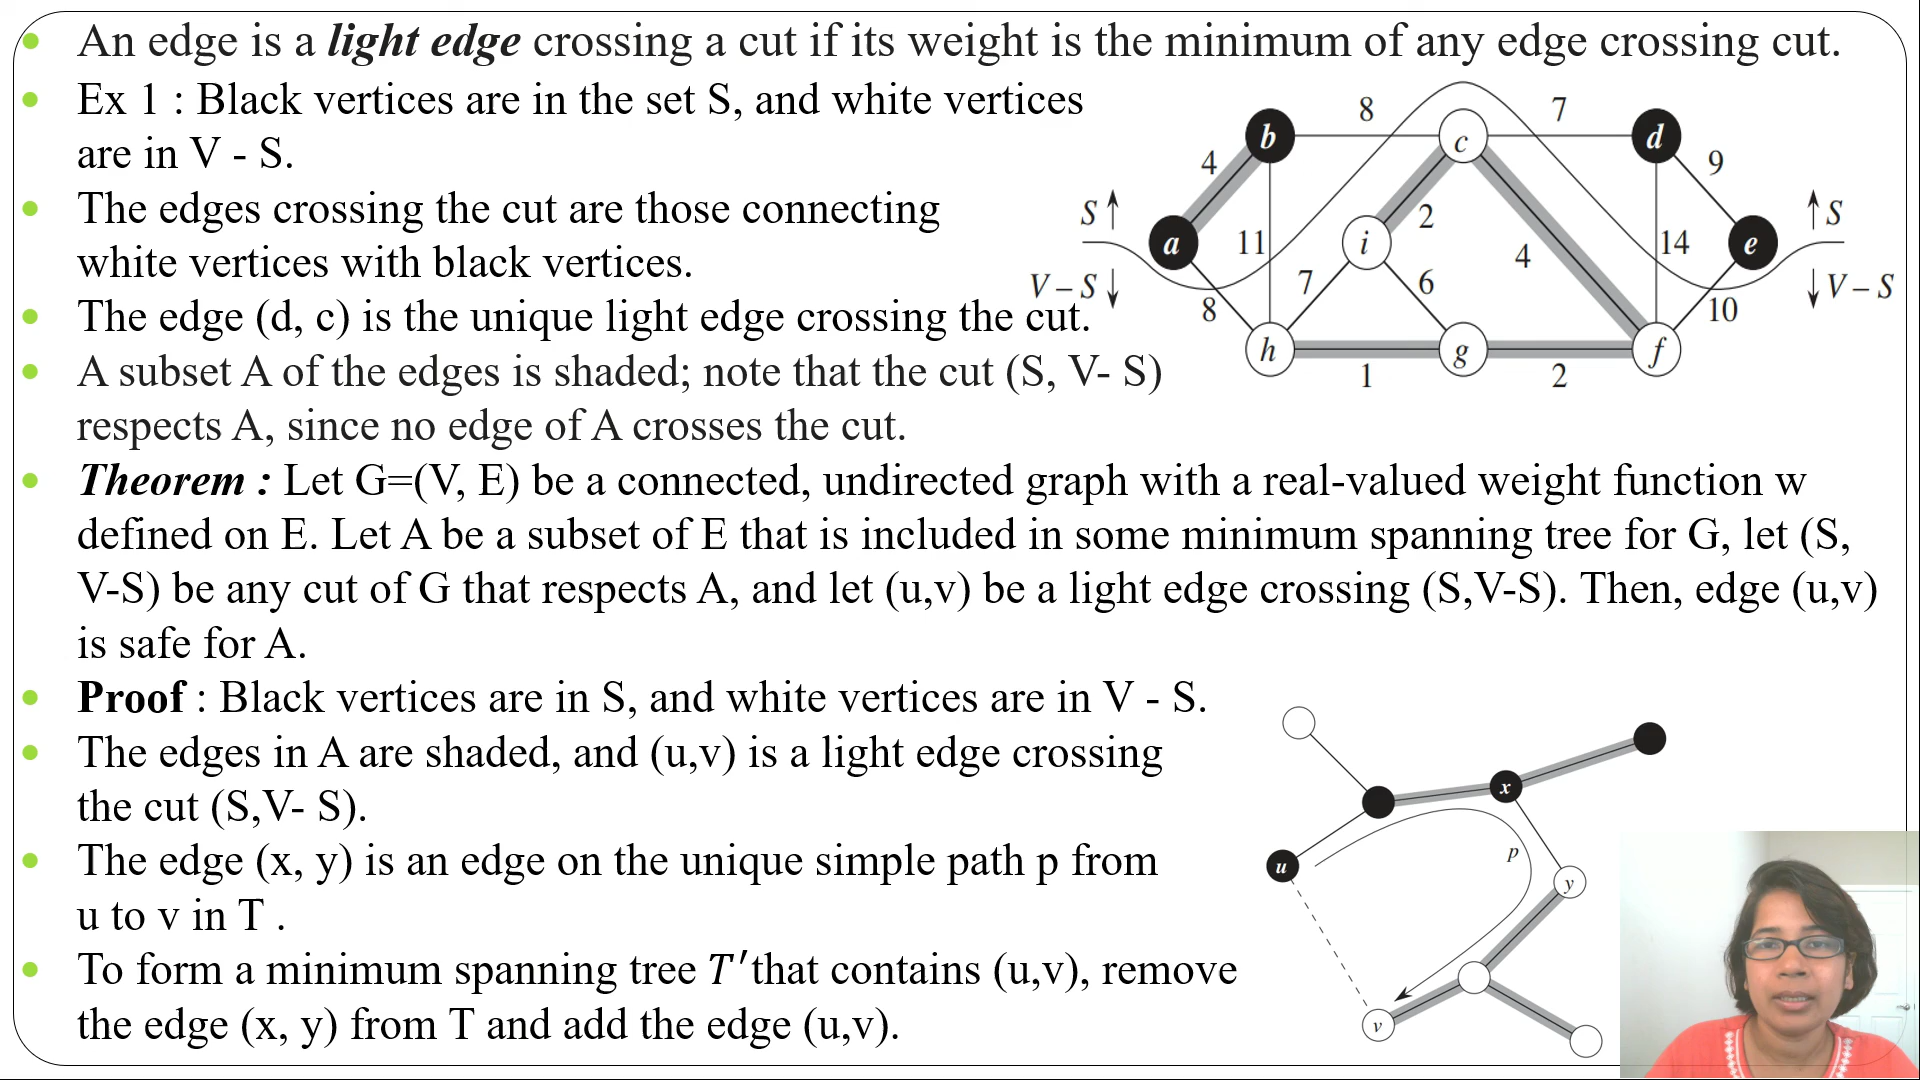 An edge is a light edge crossing a cut if its weight is the minimum of any edge crossing cut.
Ex 1 : Black vertices are in the set S, and white vertices
are in V - S.
The edges crossing the cut are those connecting
white vertices with black vertices.
The edge (d, c) is the unique light edge crossing the cut.
A subset A of the edges is shaded; note that the cut (S, V- S)
respects A, since no edge of A crosses the cut.
8 7
b c d
4 9
S S
a 11 i 2 4 14 e
V – S 8 7 6 10 V – S
h g f
1 2
Theorem : Let G=(V, E) be a connected, undirected graph with a real-valued weight function w
defined on E. Let A be a subset of E that is included in some minimum spanning tree for G, let (S,
V-S) be any cut of G that respects A, and let (u,v) be a light edge crossing (S,V-S). Then, edge (u,v)
is safe for A.
Proof : Black vertices are in S, and white vertices are in V - S.
The edges in A are shaded, and (u,v) is a light edge crossing
the cut (S,V- S).
The edge (x, y) is an edge on the unique simple path p from
u to v in T .
To form a minimum spanning tree T′that contains (u,v), remove
the edge (x, y) from T and add the edge (u,v).
x
p
u
y
v